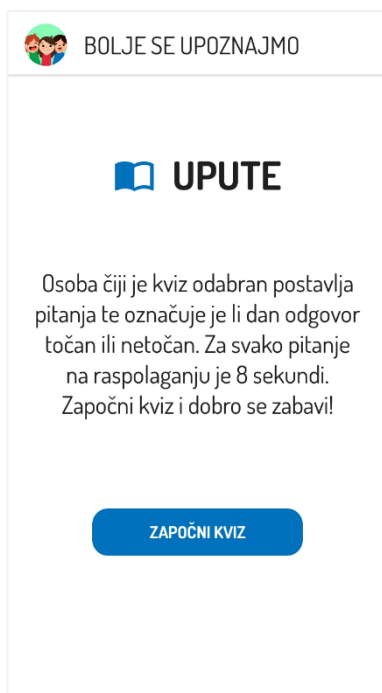 BOLJE SE UPOZNAJMO
UPUTE
Osoba čiji je kviz odabran postavlja
pitanja te označuje je li dan odgovor
točan ili netočan. Za svako pitanje
na raspolaganju je 8 sekundi.
Započni kviz i dobro se zabavi!
ZAPOČNI KVIZ